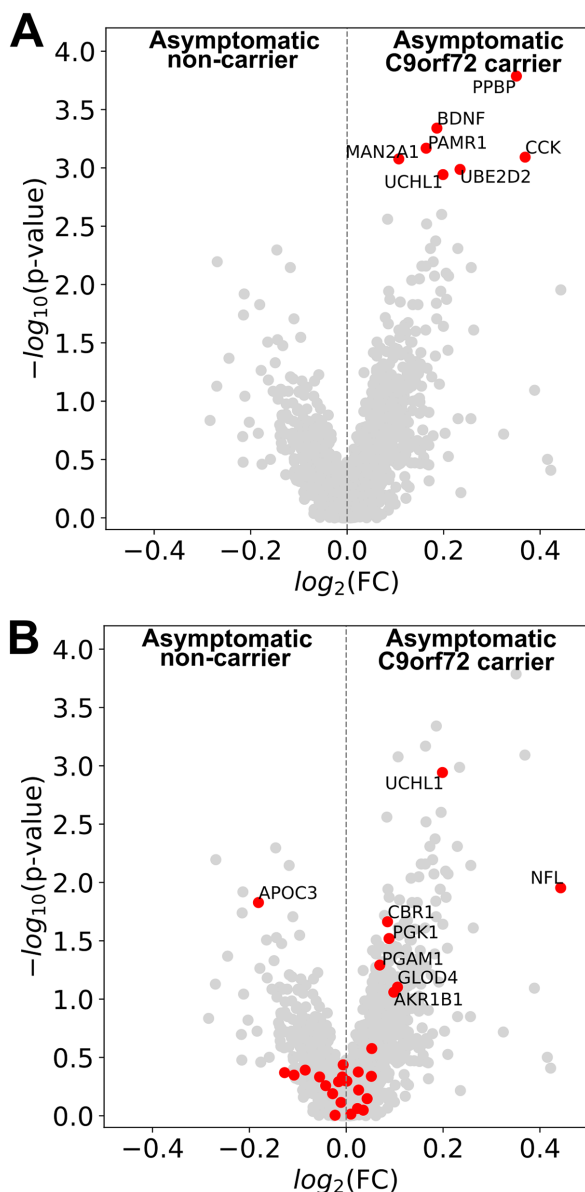 A
Asymptomatic
non-carrier
Asymptomatic
C9orf72 carrier
PPBP
BDNF
PAMR1
MAN2A1
CCK
UCHL1
UBE2D2
4.0
3.5
3.0
2.5
2.0
1.5
1.0
0.5
0.0
−log10(p-value)
−0.4
−0.2
0.0
0.2
0.4
log2(FC)
B
Asymptomatic
non-carrier
Asymptomatic
C9orf72 carrier
UCHL1
NFL
APOC3
CBR1
PGK1
PGAM1
GLOD4
AKR1B1
4.0
3.5
3.0
2.5
2.0
1.5
1.0
0.5
0.0
−log10(p-value)
−0.4
−0.2
0.0
0.2
0.4
log2(FC)